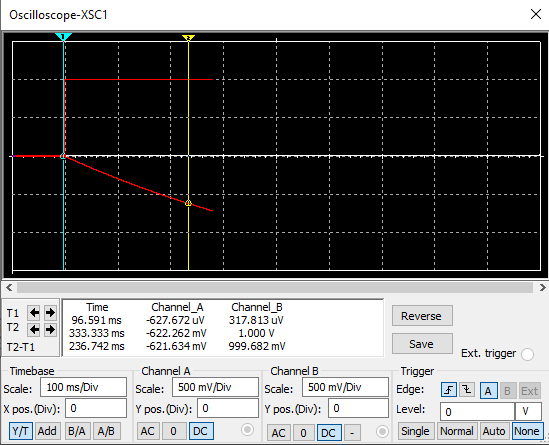 Oscilloscope-XSC1
1
2
T1
T2
T2-T1
Time Channel_A Channel_B
96.591 ms -627.672 uV 317.813 uV
333.333 ms -622.262 mV 1.000 V
236.742 ms -621.634 mV 999.682 mV
Reverse
Save
Ext. trigger
Timebase
Scale: 100 ms/Div
X pos.(Div): 0
Y/T Add B/A A/B
Channel A
Scale: 500 mV/Div
Y pos.(Div): 0
AC 0 DC
Channel B
Scale: 500 mV/Div
Y pos.(Div): 0
AC 0 DC -
Trigger
Edge: A B Ext
Level: 0 V
Single Normal Auto None